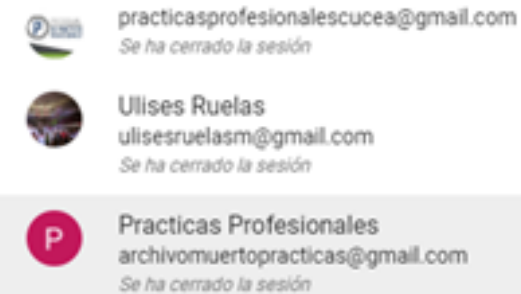 practicasprofesionalescucea@gmail.com
Se ha cerrado la sesión
Ulises Ruelas
ulisesruelasm@gmail.com
Se ha cerrado la sesión
P
Practicas Profesionales
archivomuertopracticas@gmail.com
Se ha cerrado la sesión